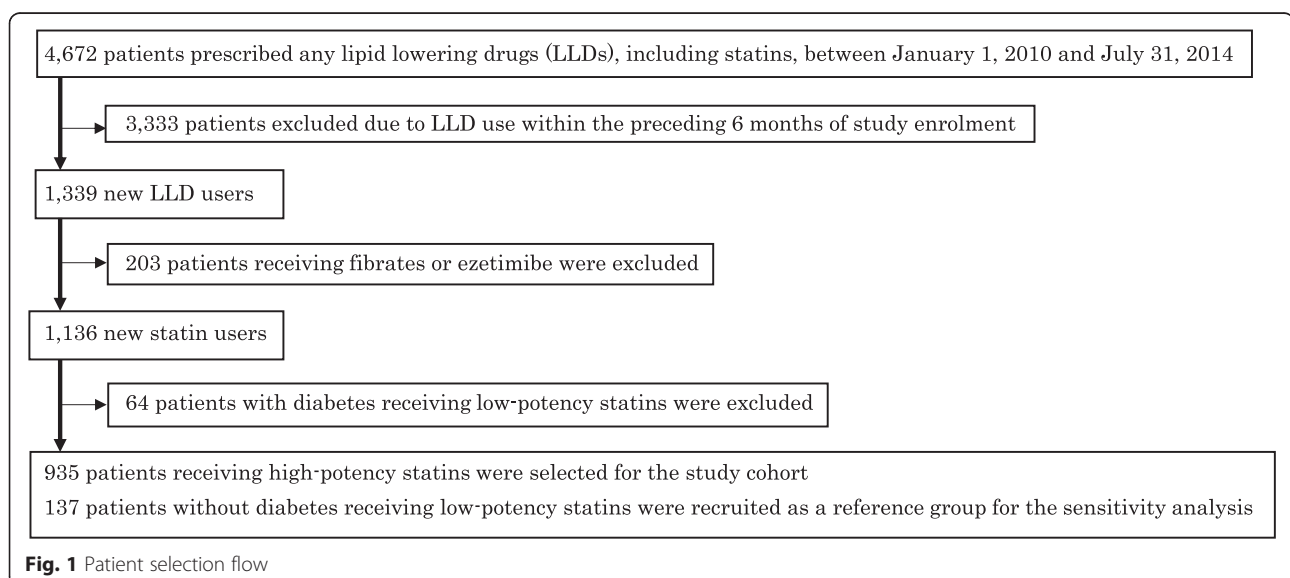 4,672 patients prescribed any lipid lowering drugs (LLDs), including statins, between January 1, 2010 and July 31, 2014
3,333 patients excluded due to LLD use within the preceding 6 months of study enrolment
1,339 new LLD users
203 patients receiving fibrates or ezetimibe were excluded
1,136 new statin users
64 patients with diabetes receiving low-potency statins were excluded
935 patients receiving high-potency statins were selected for the study cohort
137 patients without diabetes receiving low-potency statins were recruited as a reference group for the sensitivity analysis
Fig. 1 Patient selection flow